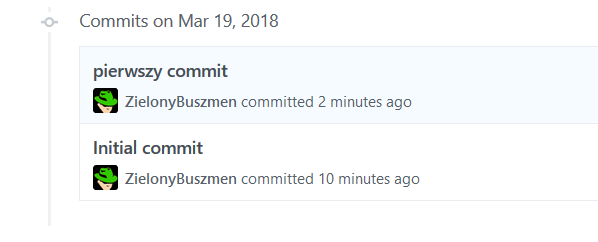 Commits on Mar 19, 2018
pierwszy commit
ZielonyBuszmen committed 2 minutes ago
Initial commit
ZielonyBuszmen committed 10 minutes ago